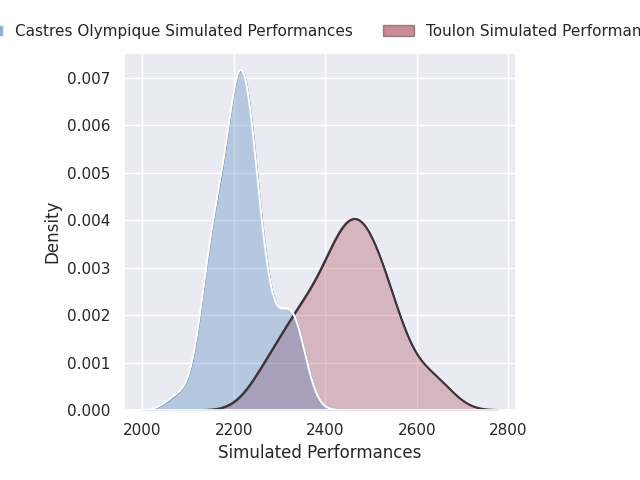 Castres Olympique Simulated Performances
Toulon Simulated
0.007
0.006
0.005
0.004
0.003
0.002
0.001
0.000
Density
2000 2200 2400 2600 2800
Simulated Performances